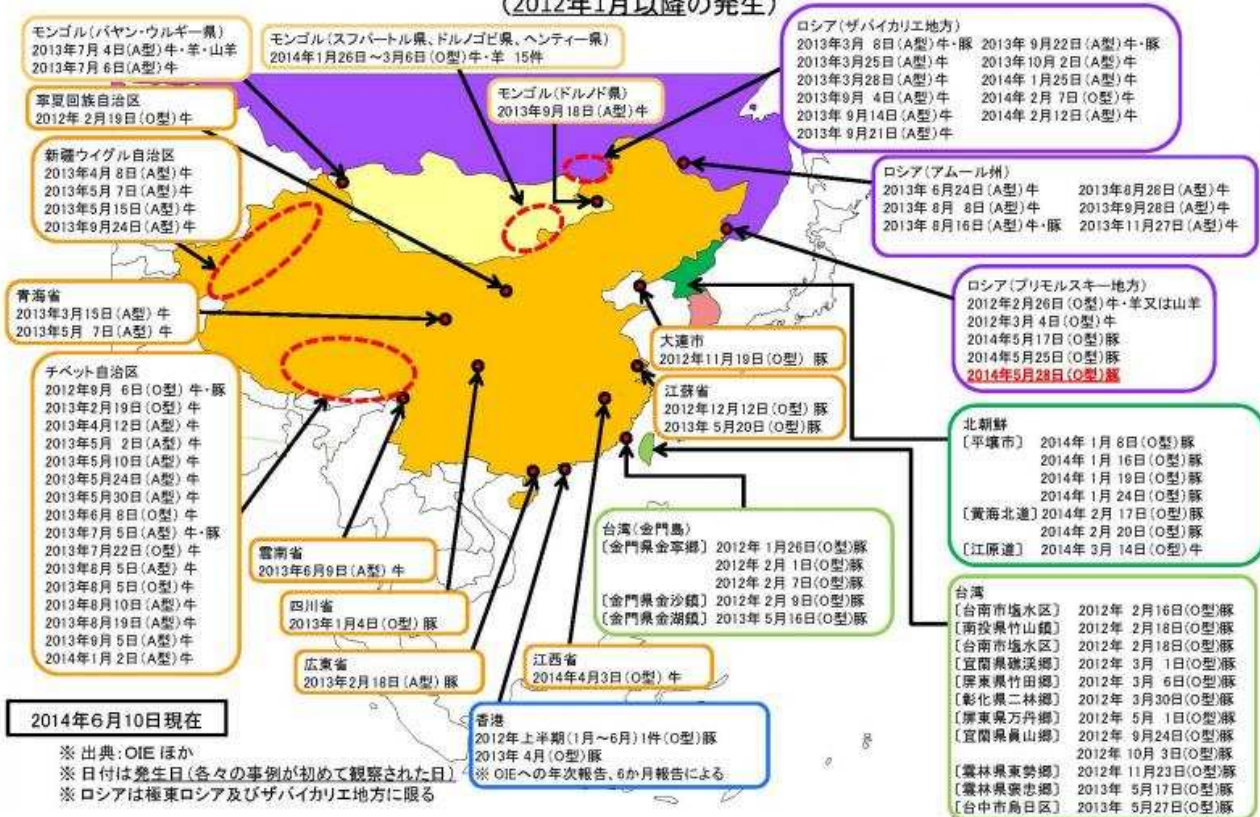 (2012年1月以降の発生)
モンゴル(バヤン・ウルギー県)
2013年7月 4日(A型)牛・羊・山羊
2013年7月 6日(A型)牛
モンゴル(スフバートル県、ドルノゴビ県、ヘンティー県)
2014年1月26日～3月6日(O型)牛・羊 15件
モンゴル(ドルノド県)
2013年9月18日(A型)牛
ロシア(ザバイカリエ地方)
2013年3月 8日(A型)牛・豚 2013年 9月22日(A型)牛・豚
2013年3月25日(A型)牛 2013年10月 2日(A型)牛
2013年3月28日(A型)牛 2014年 1月25日(A型)牛
2013年9月 4日(A型)牛 2014年 2月 7日(O型)牛
2013年 9月14日(A型)牛 2014年 2月12日(A型)牛
2013年 9月21日(A型)牛
寧夏回族自治区
2012年 2月19日(O型)牛
新疆ウイグル自治区
2013年4月 8日(A型)牛
2013年5月 7日(A型)牛
2013年5月15日(A型)牛
2013年9月24日(A型)牛
ロシア(アムール州)
2013年 6月24日(A型)牛 2013年8月28日(A型)牛
2013年 8月 8日(A型)牛 2013年9月28日(A型)牛
2013年 8月16日(A型)牛・豚 2013年11月27日(A型)牛
ロシア(プリモルスキー地方)
2012年2月26日(O型)牛・羊又は山羊
2012年3月 4日(O型)牛
2014年5月17日(O型)豚
2014年5月25日(O型)豚
2014年5月28日(O型)豚
青海省
2013年3月15日(A型) 牛
2013年5月 7日(A型) 牛
大連市
2012年11月19日(O型) 豚
江蘇省
2012年12月12日(O型) 豚
2013年 5月20日(O型) 豚
チベット自治区
2012年9月 6日(O型) 牛・豚
2013年2月19日(O型) 牛
2013年4月12日(A型) 牛
2013年5月 2日(A型) 牛
2013年5月10日(A型) 牛
2013年5月24日(A型) 牛
2013年5月30日(A型) 牛
2013年6月 8日(O型) 牛
2013年7月 5日(A型) 牛・豚
2013年7月22日(O型) 牛
2013年8月 5日(A型) 牛
2013年8月 5日(O型) 牛
2013年8月10日(A型) 牛
2013年8月19日(A型) 牛
2013年9月 5日(A型) 牛
2014年1月 2日(A型) 牛
北朝鮮
〔平壌市〕 2014年 1月 8日(O型)豚
2014年 1月 16日(O型)豚
2014年 1月 19日(O型)豚
2014年 1月 24日(O型)豚
〔黄海北道〕2014年 2月 17日(O型)豚
2014年 2月 20日(O型)豚
〔江原道〕 2014年 3月 14日(O型)牛
雲南省
2013年6月9日(A型) 牛
四川省
2013年1月4日(O型) 豚
広東省
2013年2月18日(A型) 豚
江西省
2014年4月3日(O型) 牛
台湾(金門島)
〔金門県金寧郷〕 2012年 1月26日(O型)豚
2012年 2月 1日(O型)豚
2012年 2月 7日(O型)豚
〔金門県金沙鎮〕 2012年 2月 9日(O型)豚
〔金門県金湖鎮〕 2013年 5月16日(O型)豚
台湾
〔台南市塩水区〕 2012年 2月16日(O型)豚
〔南投県竹山鎮〕 2012年 2月18日(O型)豚
〔台南市塩水区〕 2012年 2月18日(O型)豚
〔宜蘭県礁渓郷〕 2012年 3月 1日(O型)豚
〔屏東県竹田郷〕 2012年 3月 6日(O型)豚
〔彰化県二林郷〕 2012年 3月30日(O型)豚
〔屏東県万丹郷〕 2012年 5月 1日(O型)豚
〔宜蘭県員山郷〕 2012年 9月24日(O型)豚
2012年 10月 3日(O型)豚
〔雲林県東勢郷〕 2012年 11月23日(O型)豚
〔雲林県褒忠郷〕 2013年 5月17日(O型)豚
〔台中市烏日区〕 2013年 5月27日(O型)豚
香港
2012年上半期(1月～6月)1件(O型)豚
2013年 4月(O型)豚
※ OIEへの年次報告、6か月報告による
2014年6月10日現在
※ 出典：OIE ほか
※ 日付は発生日(各々の事例が初めて観察された日)
※ ロシアは極東ロシア及びザバイカリエ地方に限る